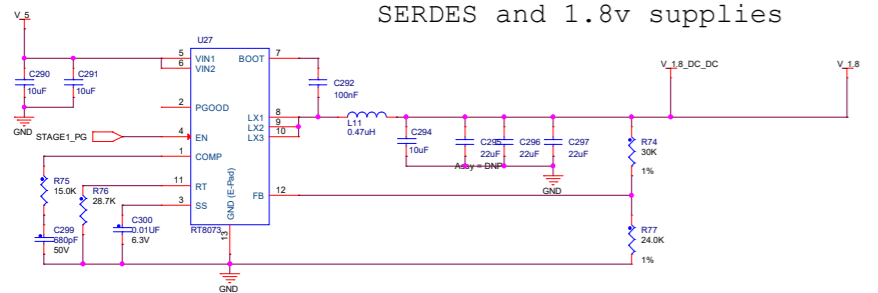 SERDES and 1.8v supplies
V_5
U27
V_1.8_DC_DC
V_1.8
5
VIN1
BOOT
7
6
VIN2
C290
10uF
C291
10uF
C292
100nF
2
PGOOD
GND
LX1
8
LX2
9
LX3
10
L11
0.47uH
STAGE1_PG
4
EN
C294
10uF
C295
22uF
C296
22uF
C297
22uF
Assy = DNP
R74
30K
1%
1
COMP
GND
R75
15.0K
R76
28.7K
11
RT
GND (E-Pad)
FB
12
3
SS
C299
680pF
50V
C300
0.01UF
6.3V
RT8073
13
R77
24.0K
1%
GND